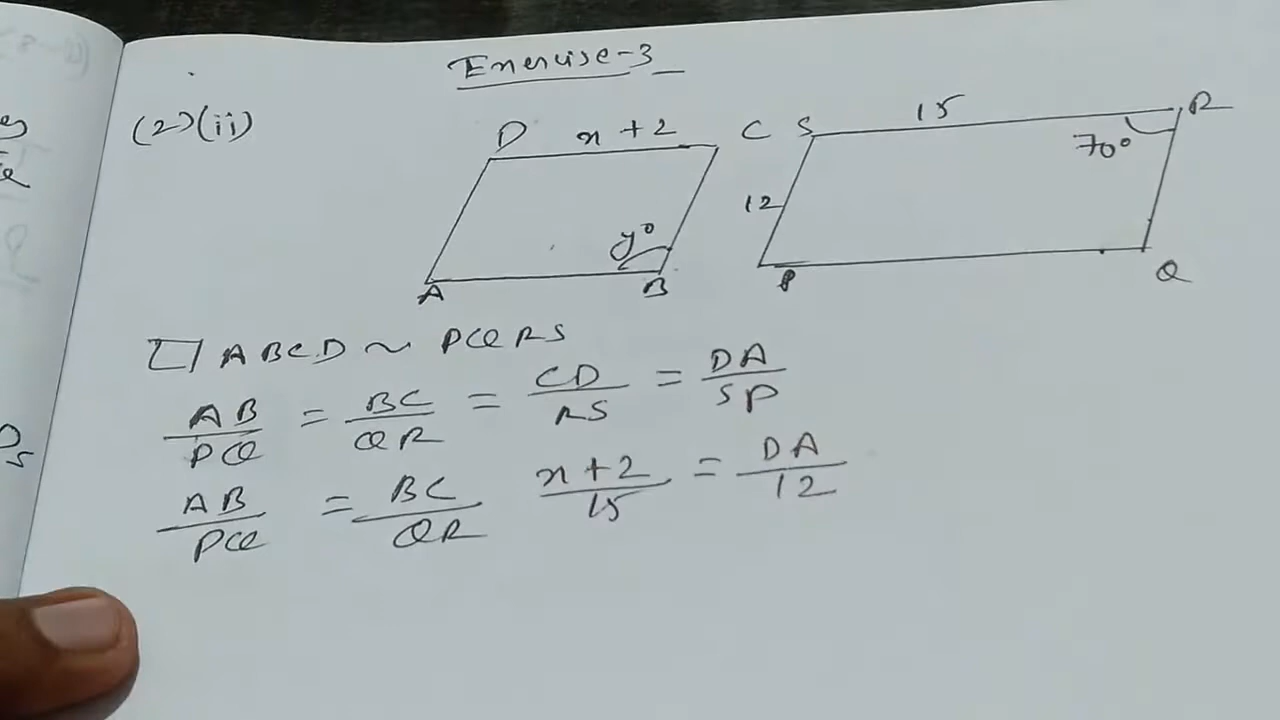 Exercise-3
(2)(ii)
D x+2 C S 15 R
70°
12
y°
A B P Q
□ ABCD ~ PQRS
AB/PQ = BC/QR = CD/RS = DA/SP
AB/PQ = BC/QR x+2/15 = DA/12